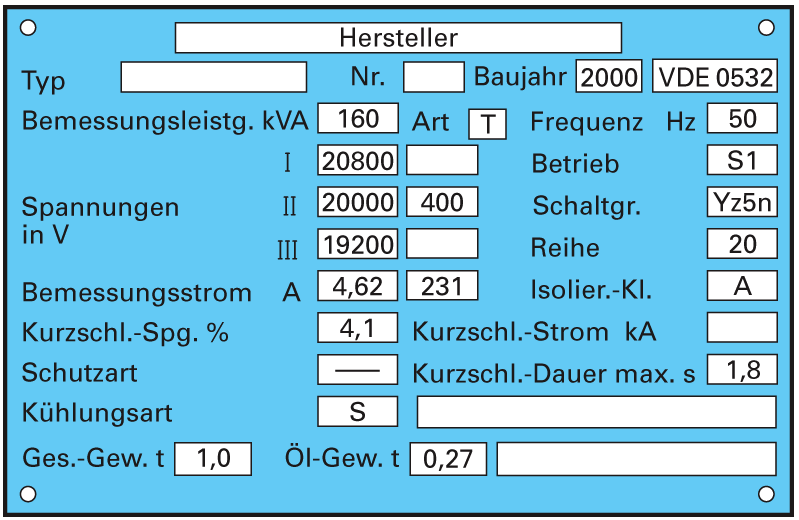 Hersteller
Typ Nr. Baujahr 2000 VDE 0532
Bemessungsleistg. kVA 160 Art T Frequenz Hz 50
I 20800 Betrieb S1
Spannungen in V II 20000 400 Schaltgr. Yz5n
III 19200 Reihe 20
Bemessungsstrom A 4,62 231 Isolier.-Kl. A
Kurzschl.-Spg. % 4,1 Kurzschl.-Strom kA
Schutzart — Kurzschl.-Dauer max. s 1,8
Kühlungsart S
Ges.-Gew. t 1,0 Öl-Gew. t 0,27